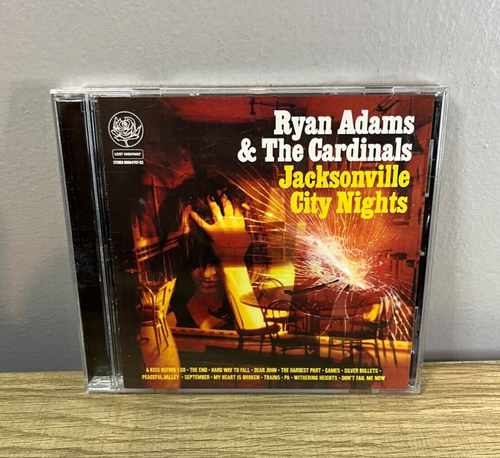 Ryan Adams
& The Cardinals
Jacksonville
City Nights
LOST HIGHWAY
A KISS BEFORE I GO • THE END • HARD WAY TO FALL • DEAR JOHN • THE HARDEST PART • GAMES • SILVER BULLETS •
PEACEFUL VALLEY • SEPTEMBER • MY HEART IS BROKEN • TRAINS • PA • WITHERING HEIGHTS • DON'T FAIL ME NOW